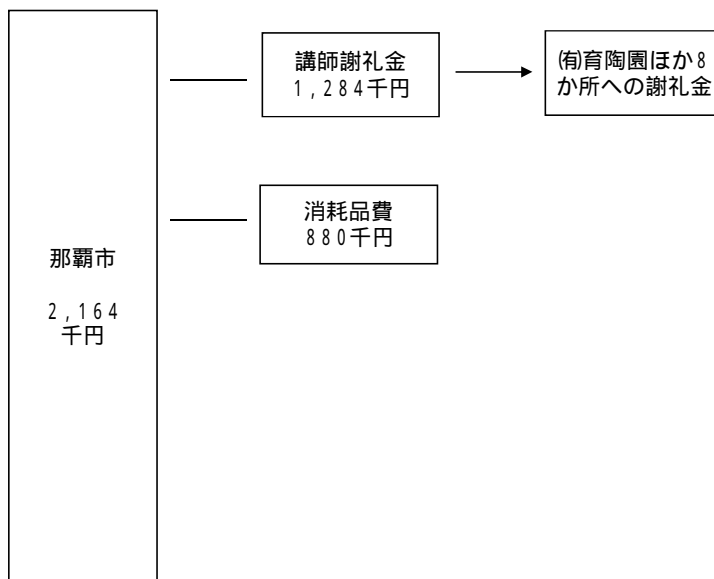 講師謝礼金
1,284千円
㈲育陶園ほか8
か所への謝礼金
消耗品費
880千円
那覇市
2,164
千円